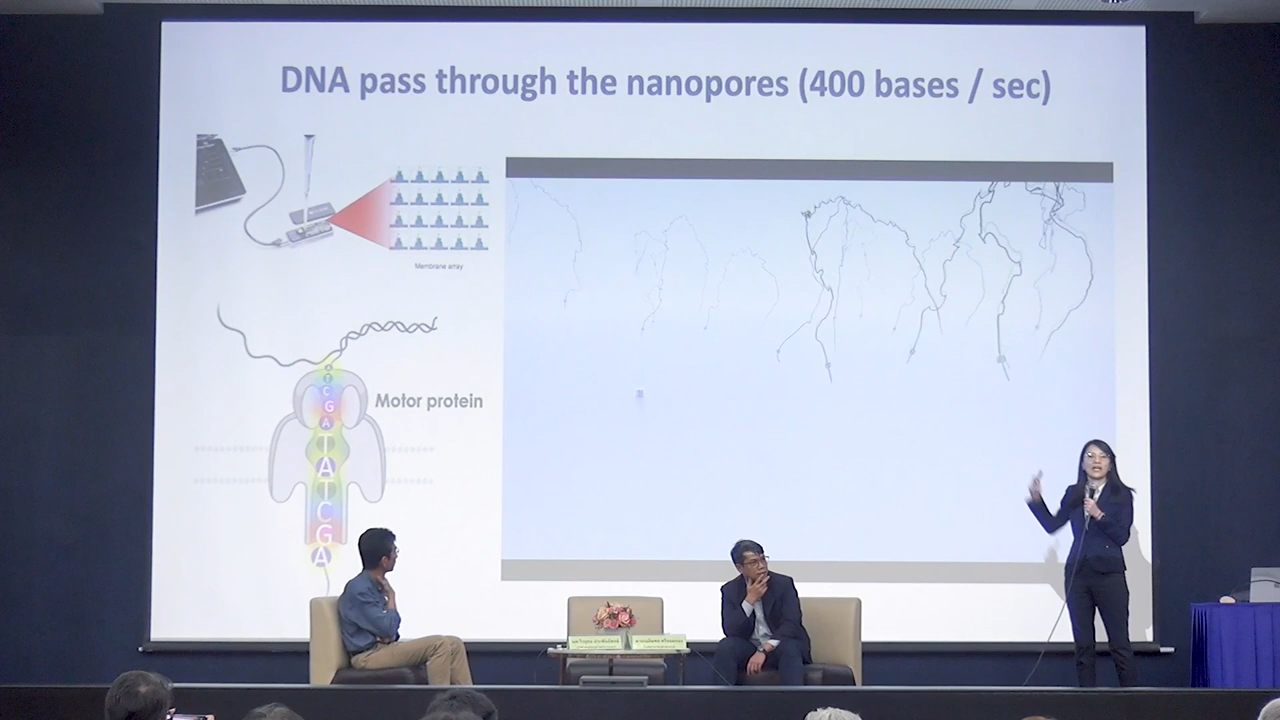 DNA pass through the nanopores (400 bases / sec)
Membrane array
Motor protein
A
T
C
G
A
T
A
T
C
G
A